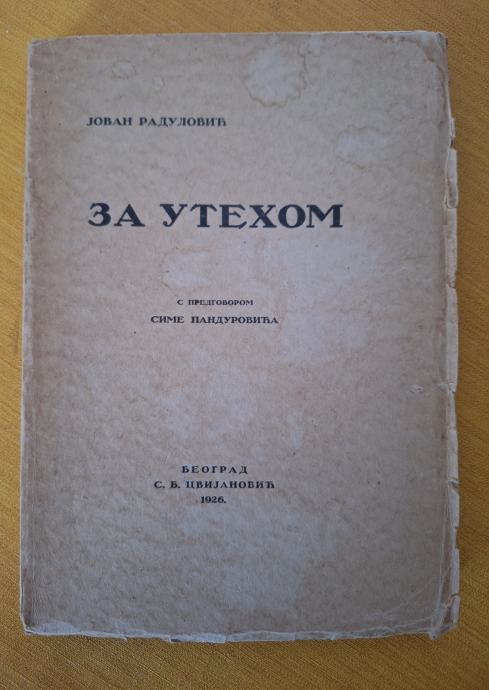 ЈОВАН РАДУЛОВИЋ
ЗА УТЕХОМ
С ПРЕДГОВОРОМ
СИМЕ ПАНДУРОВИЋА
БЕОГРАД
С. Б. ЦВИЈАНОВИЋ
1926.